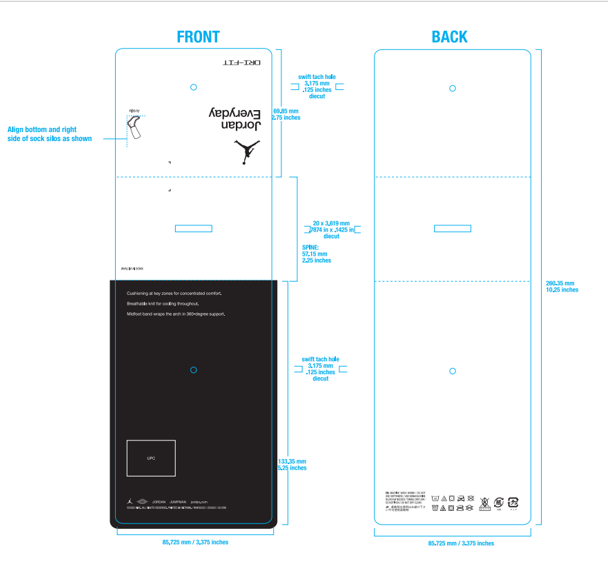 FRONT
BACK
DRI-FIT
swift tach hole
3,175 mm
.125 inches
diecut
69,85 mm
2.75 inches
Jordan
Everyday
Ankle
Align bottom and right
side of sock silos as shown
20 x 3,619 mm
.7874 in x .1425 in
diecut
SPINE:
57,15 mm
2.25 inches
260.35 mm
10.25 inches
Cushioning at key zones for concentrated comfort.
Breathable knit for cooling throughout.
Midfoot band wraps the arch in 360-degree support.
swift tach hole
3,175 mm
.125 inches
diecut
UPC
133,35 mm
5.25 inches
JORDAN JUMPMAN jordan.com
85,725 mm / 3,375 inches
85.725 mm / 3.375 inches